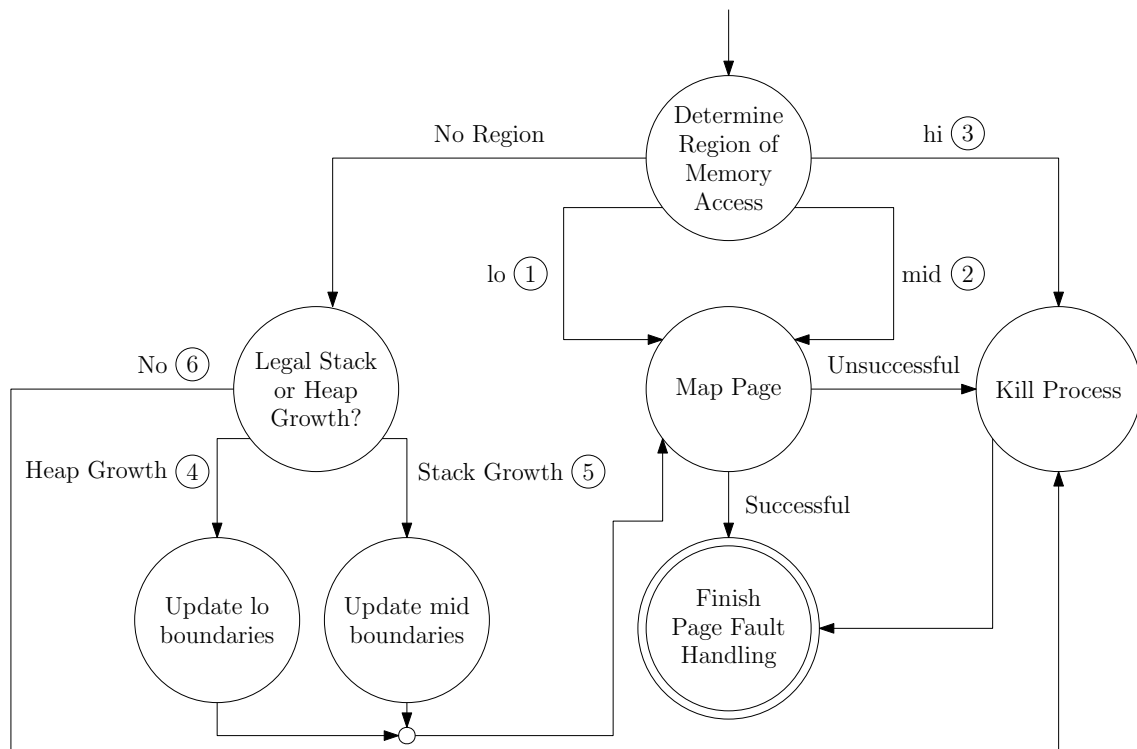 Determine
Region of
Memory
Access
No Region
hi 3
lo 1
mid 2
Legal Stack
or Heap
Growth?
No 6
Map Page
Unsuccessful
Kill Process
Heap Growth 4
Stack Growth 5
Successful
Update lo
boundaries
Update mid
boundaries
Finish
Page Fault
Handling